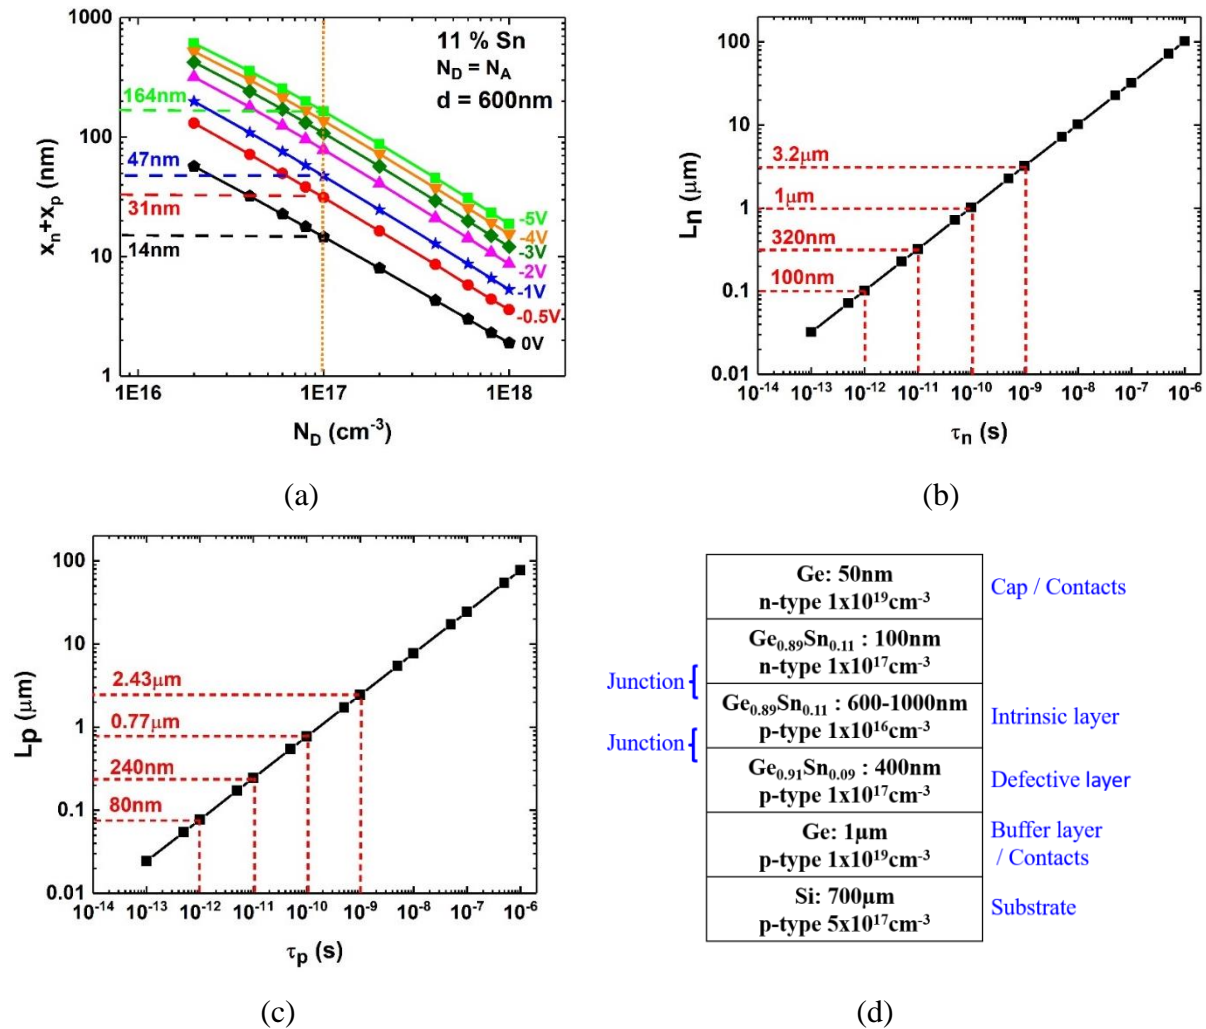 1000
100
10
1
x_n+x_p (nm)
164nm
47nm
31nm
14nm
11 % Sn
N_D = N_A
d = 600nm
-5V
-4V
-3V
-2V
-1V
-0.5V
0V
1E16 1E17 1E18
N_D (cm^-3)
(a)
100
10
1
0.1
0.01
L_n (μm)
3.2μm
1μm
320nm
100nm
10^-14 10^-13 10^-12 10^-11 10^-10 10^-9 10^-8 10^-7 10^-6
τ_n (s)
(b)
100
10
1
0.1
0.01
Lp (μm)
2.43μm
0.77μm
240nm
80nm
10^-14 10^-13 10^-12 10^-11 10^-10 10^-9 10^-8 10^-7 10^-6
τ_p (s)
(c)
Ge: 50nm
n-type 1x10^19cm^-3
Cap / Contacts
Ge_0.89Sn_0.11 : 100nm
n-type 1x10^17cm^-3
Junction {
Ge_0.89Sn_0.11 : 600-1000nm
p-type 1x10^16cm^-3
Intrinsic layer
Junction {
Ge_0.91Sn_0.09 : 400nm
p-type 1x10^17cm^-3
Defective layer
Ge: 1μm
p-type 1x10^19cm^-3
Buffer layer
/ Contacts
Si: 700μm
p-type 5x10^17cm^-3
Substrate
(d)